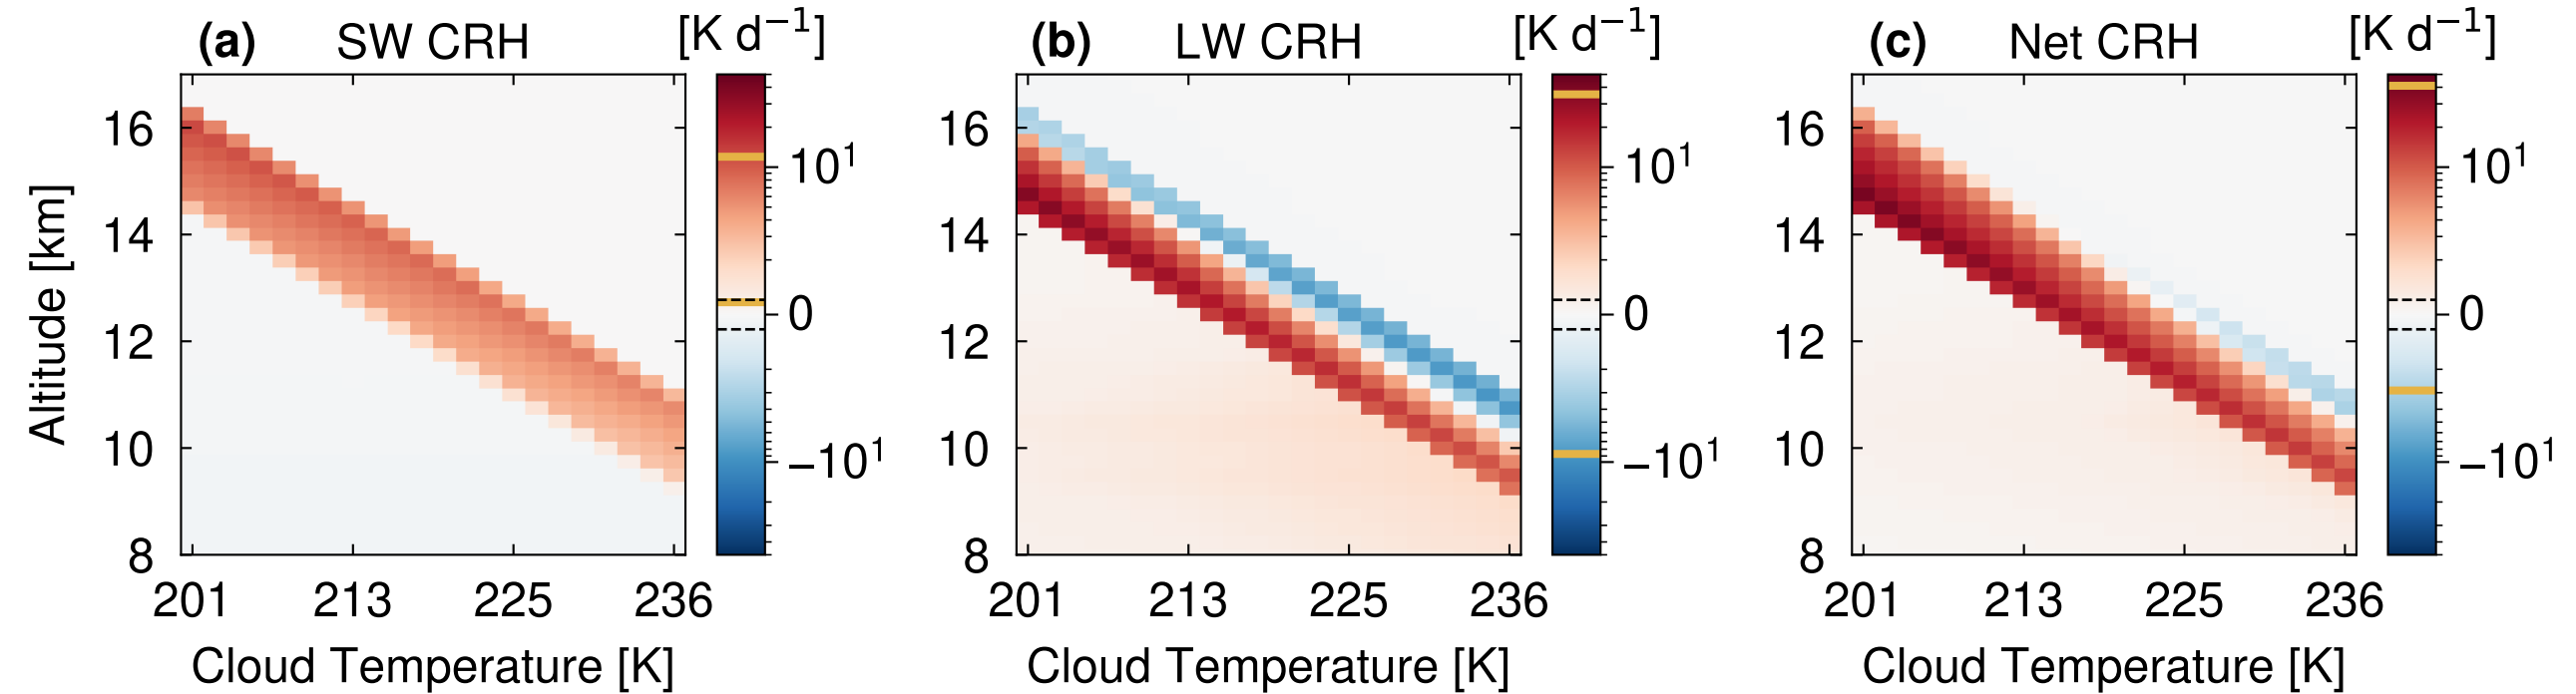 (a) SW CRH [K d⁻¹]
(b) LW CRH [K d⁻¹]
(c) Net CRH [K d⁻¹]
Altitude [km]
16
14
12
10
8
201 213 225 236
Cloud Temperature [K]
10¹
0
−10¹
16
14
12
10
8
201 213 225 236
Cloud Temperature [K]
10¹
0
−10¹
16
14
12
10
8
201 213 225 236
Cloud Temperature [K]
10¹
0
−10¹